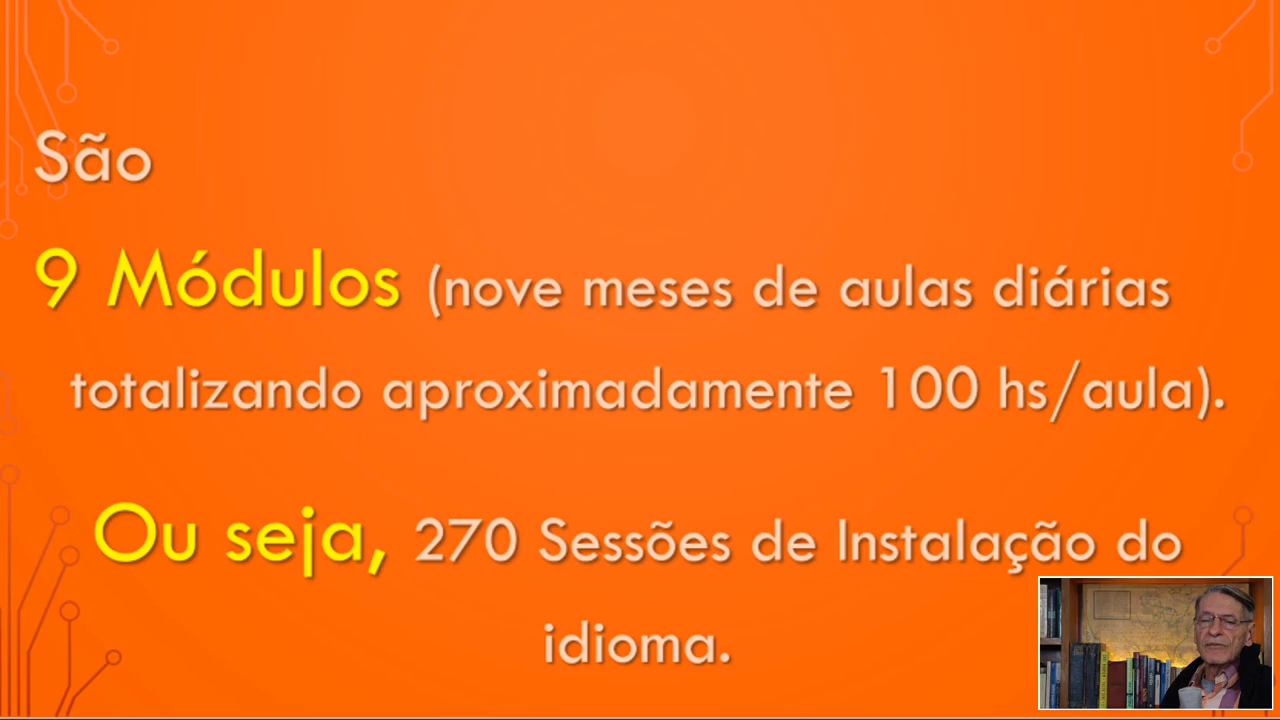 São
9 Módulos (nove meses de aulas diárias
totalizando aproximadamente 100 hs/aula).
Ou seja, 270 Sessões de Instalação do
idioma.